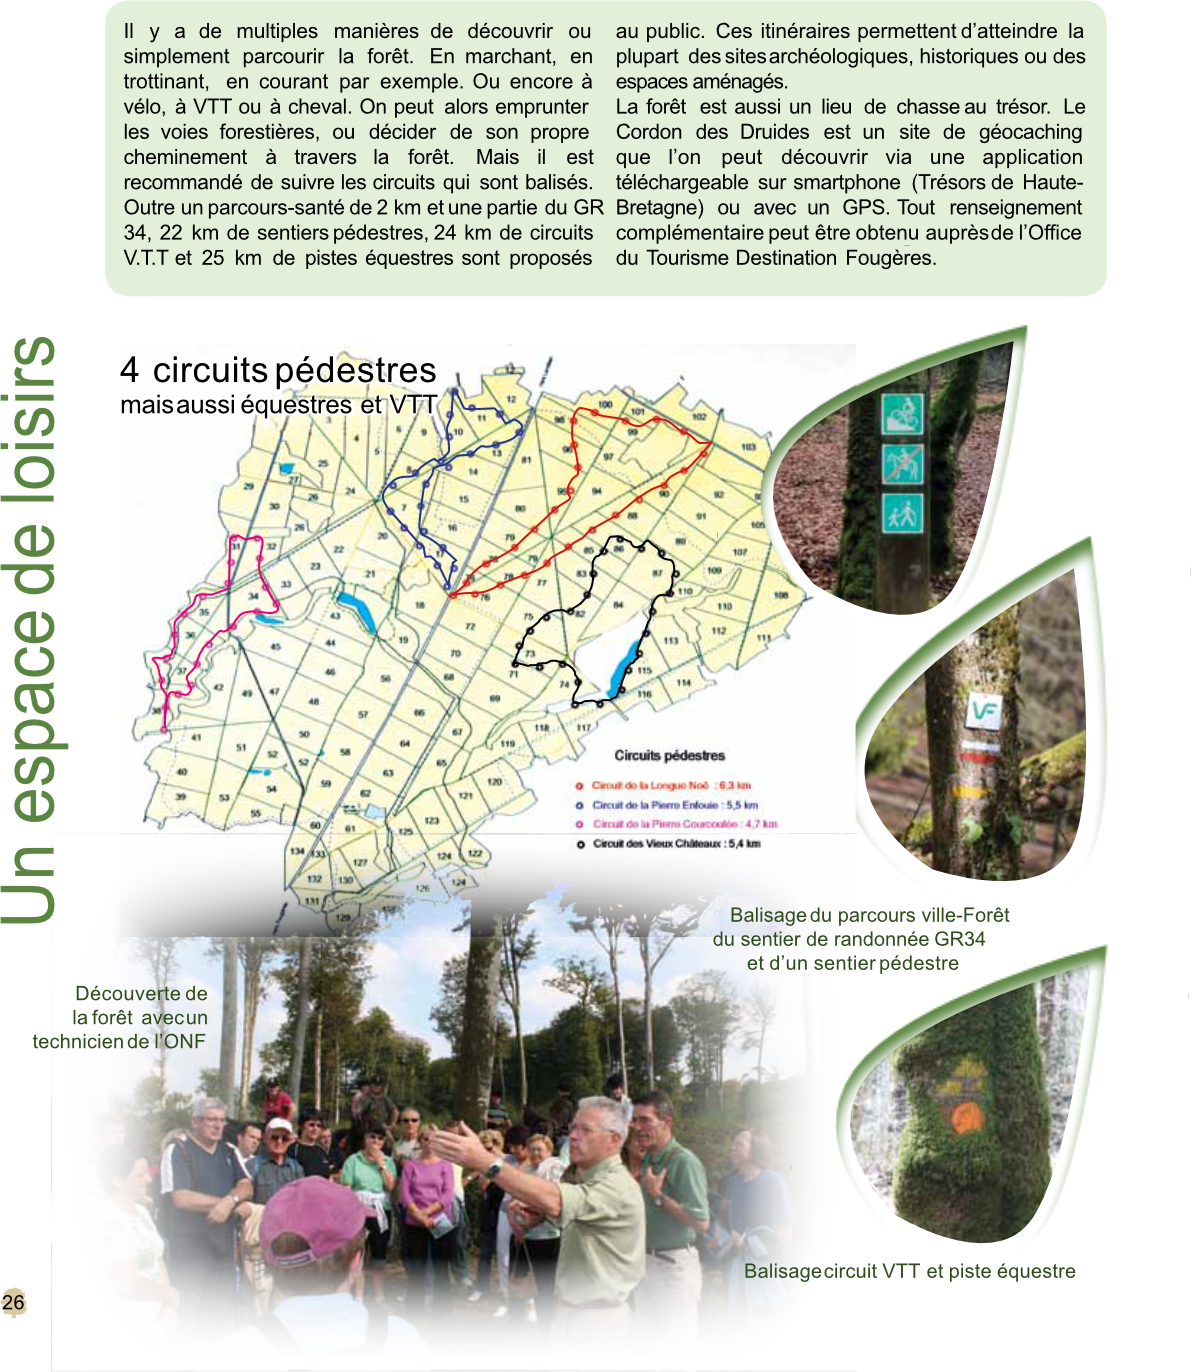 Il y a de multiples manières de découvrir ou
simplement parcourir la forêt. En marchant, en
trottinant, en courant par exemple. Ou encore à
vélo, à VTT ou à cheval. On peut alors emprunter
les voies forestières, ou décider de son propre
cheminement à travers la forêt. Mais il est
recommandé de suivre les circuits qui sont balisés.
Outre un parcours-santé de 2 km et une partie du GR
34, 22 km de sentiers pédestres, 24 km de circuits
V.T.T et 25 km de pistes équestres sont proposés
au public. Ces itinéraires permettent d’atteindre la
plupart des sites archéologiques, historiques ou des
espaces aménagés.
La forêt est aussi un lieu de chasse au trésor. Le
Cordon des Druides est un site de géocaching
que l’on peut découvrir via une application
téléchargeable sur smartphone (Trésors de Haute-
Bretagne) ou avec un GPS. Tout renseignement
complémentaire peut être obtenu auprès de l’Office
du Tourisme Destination Fougères.
Un espace de loisirs
4 circuits pédestres
mais aussi équestres et VTT
Circuits pédestres
Circuit de la Longue Noë : 6,3 km
Circuit de la Pierre Enfouie : 5,5 km
Circuit de la Pierre Courcoulée : 4,7 km
Circuit des Vieux Châteaux : 5,4 km
VF
Balisage du parcours ville-Forêt
du sentier de randonnée GR34
et d’un sentier pédestre
Découverte de
la forêt avec un
technicien de l’ONF
Balisage circuit VTT et piste équestre
26